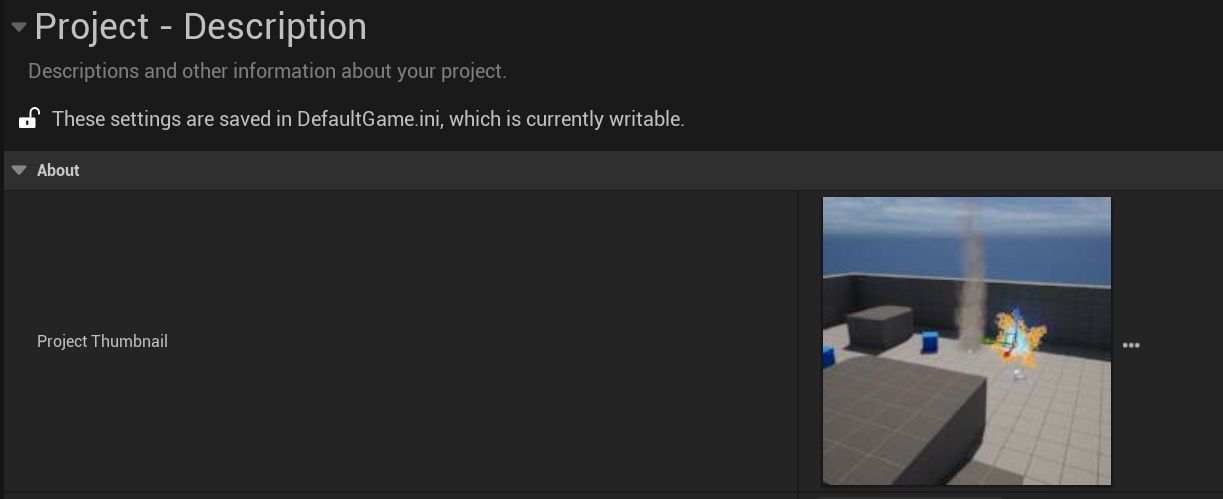 Project - Description
Descriptions and other information about your project.
These settings are saved in DefaultGame.ini, which is currently writable.
About
Project Thumbnail